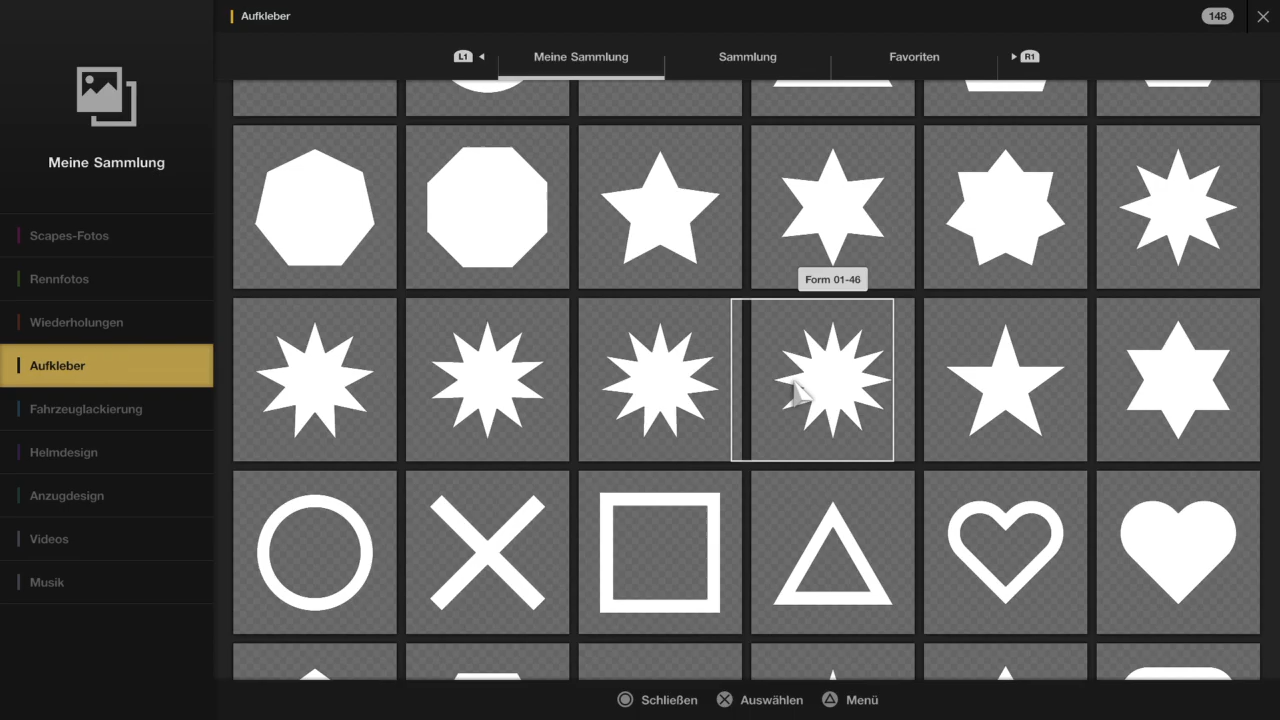 Aufkleber
148
L1
Meine Sammlung
Sammlung
Favoriten
R1
Meine Sammlung
Scapes-Fotos
Rennfotos
Wiederholungen
Aufkleber
Fahrzeuglackierung
Helmdesign
Anzugdesign
Videos
Musik
Form 01-46
Schließen
Auswählen
Menü